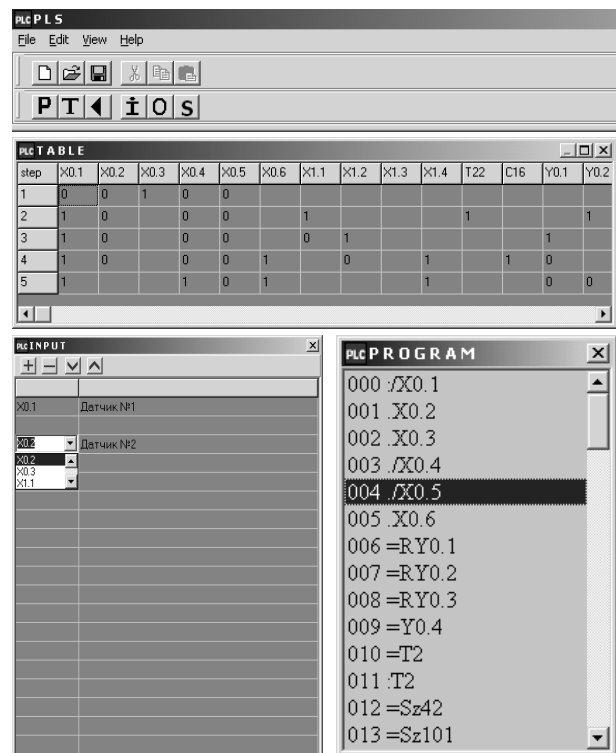 PLC PLS
File Edit View Help
P T i O S
PLC TABLE
step X0.1 X0.2 X0.3 X0.4 X0.5 X0.6 X1.1 X1.2 X1.3 X1.4 T22 C16 Y0.1 Y0.2
1 0 0 1 0 0
2 1 0 0 0 1 1 1
3 1 0 0 0 0 1 1
4 1 0 0 0 1 0 1 1 0
5 1 1 0 1 1 0 0
PLC INPUT
X0.1 Датчик №1
X0.2 Датчик №2
X0.2
X0.3
X1.1
PLC PROGRAM
000 :/X0.1
001 .X0.2
002 .X0.3
003 ./X0.4
004 ./X0.5
005 .X0.6
006 =RY0.1
007 =RY0.2
008 =RY0.3
009 =Y0.4
010 =T2
011 :T2
012 =Sz42
013 =Sz101